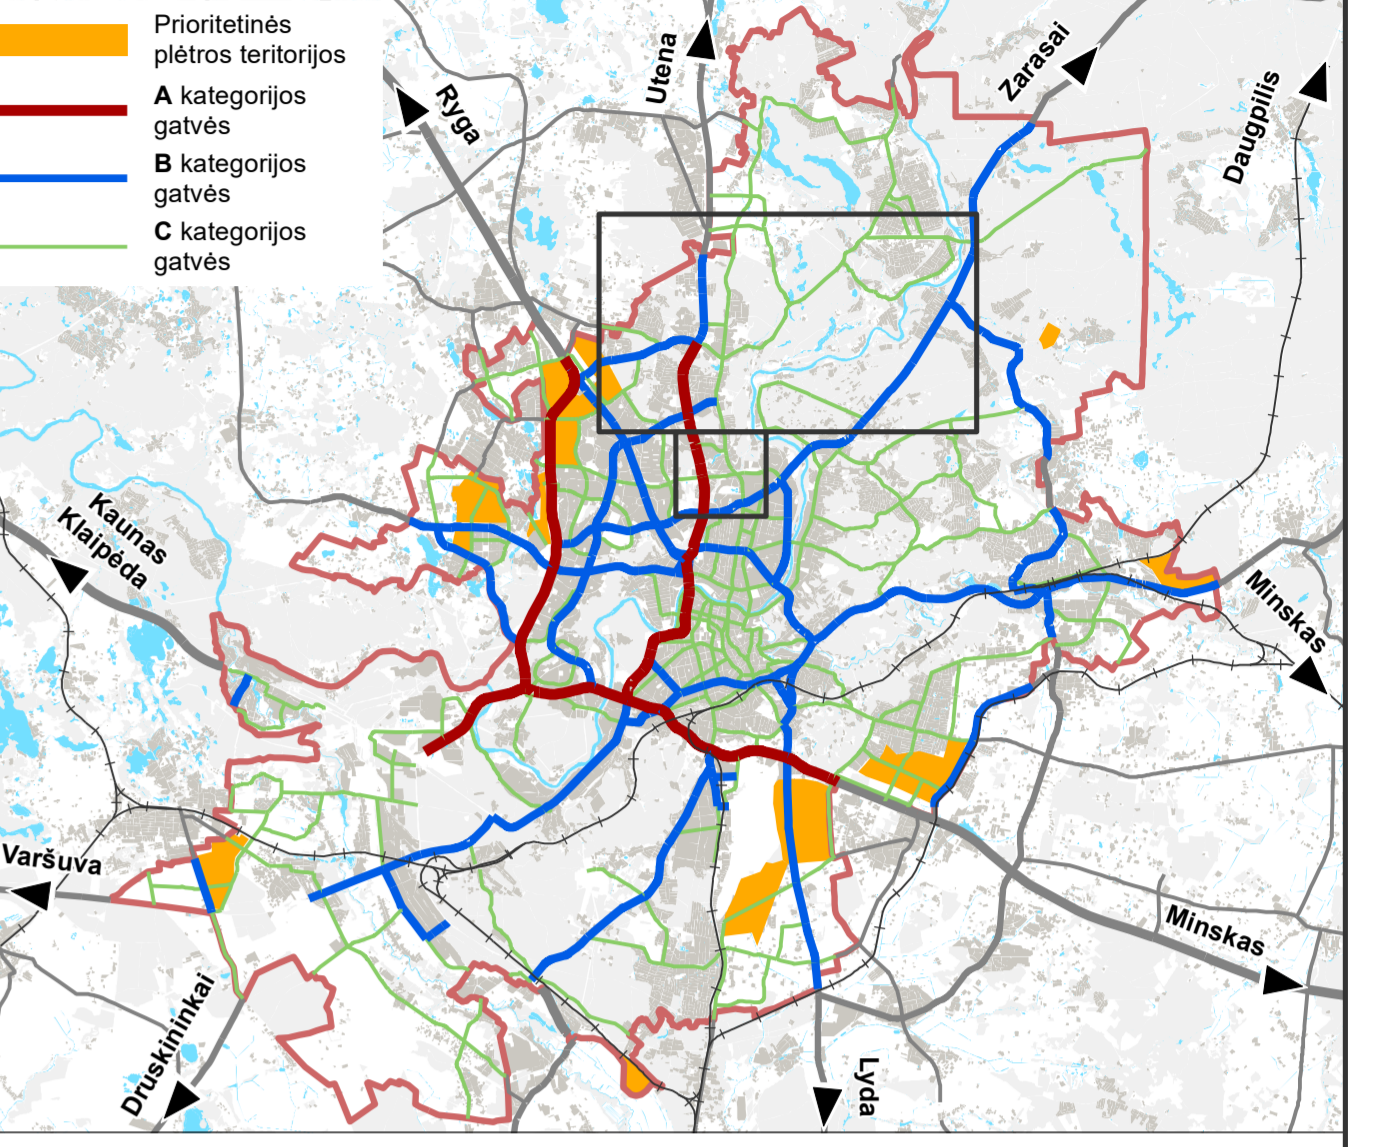 Prioritetinės
plėtros teritorijos
A kategorijos
gatvės
B kategorijos
gatvės
C kategorijos
gatvės
Ryga
Utena
Zarasai
Daugpilis
Kaunas
Klaipėda
Minskas
Varšuva
Minskas
Druskininkai
Lyda